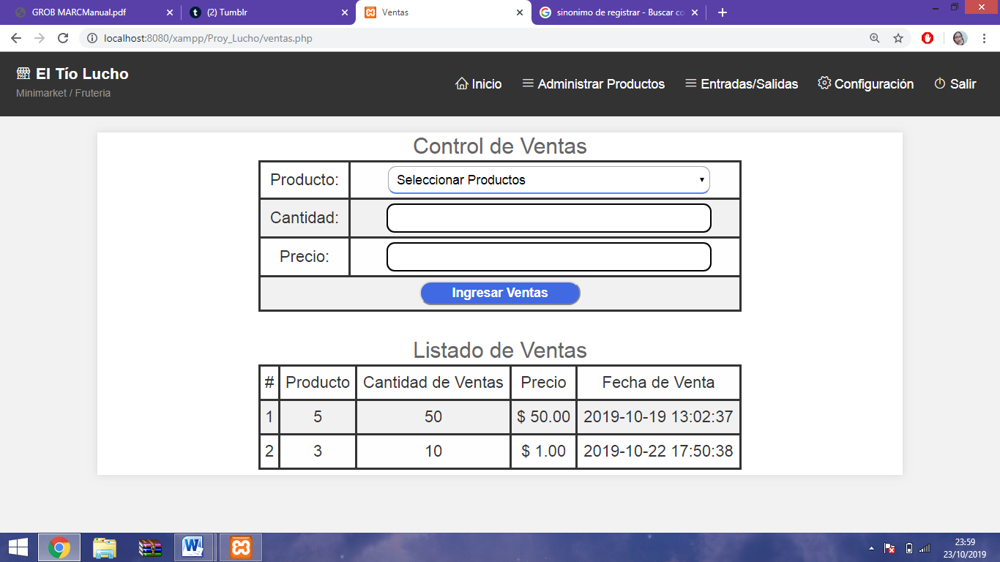 GROB MARCManual.pdf
(2) Tumblr
Ventas
sinonimo de registrar - Buscar co
localhost:8080/xampp/Proy_Lucho/ventas.php
El Tío Lucho
Minimarket / Fruteria
Inicio
Administrar Productos
Entradas/Salidas
Configuración
Salir
Control de Ventas
Producto: Seleccionar Productos
Cantidad:
Precio:
Ingresar Ventas
Listado de Ventas
# Producto Cantidad de Ventas Precio Fecha de Venta
1 5 50 $ 50.00 2019-10-19 13:02:37
2 3 10 $ 1.00 2019-10-22 17:50:38
23:59
23/10/2019